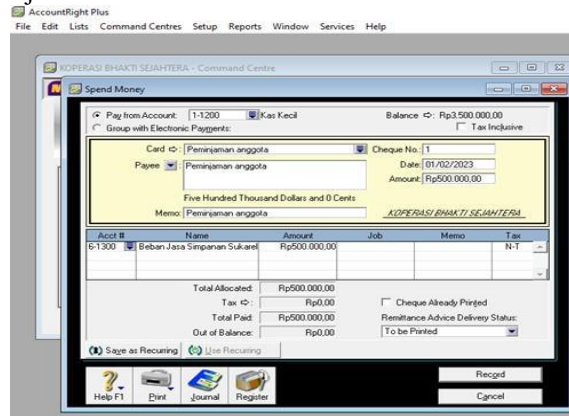 AccountRight Plus
File Edit Lists Command Centres Setup Reports Window Services Help
KOPERASI BHAKTI SEJAHTERA - Command Centre
Spend Money
Pay from Account: 1-1200 Kas Kecil Balance Rp3.500.000,00
Group with Electronic Payments: Tax Inclusive
Card : Peminjaman anggota Cheque No.: 1
Payee : Peminjaman anggota Date: 01/02/2023
Amount: Rp500.000,00
Five Hundred Thousand Dollars and 0 Cents
Memo: Peminjaman anggota KOPERASI BHAKTI SEJAHTERA
Acct # Name Amount Job Memo Tax
6-1300 Beban Jasa Simpanan Sukarel Rp500.000,00 N-T
Total Allocated: Rp500.000,00
Tax : Rp0,00 Cheque Already Printed
Total Paid: Rp500.000,00 Remittance Advice Delivery Status:
Out of Balance: Rp0,00 To be Printed
Save as Recurring Use Recurring
Record
Help F1 Print Journal Register Cancel